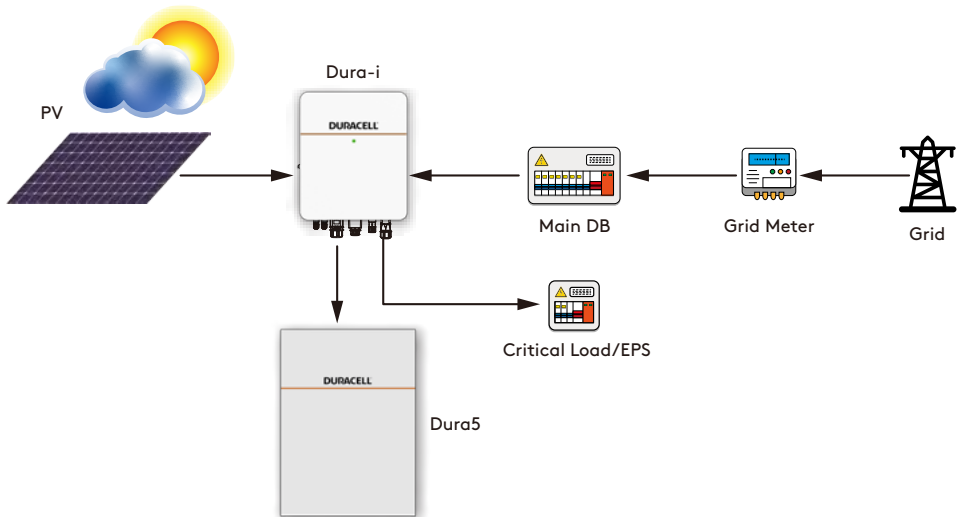 Dura-i
PV
DURACELL
Main DB
Grid Meter
Grid
Critical Load/EPS
DURACELL
Dura5